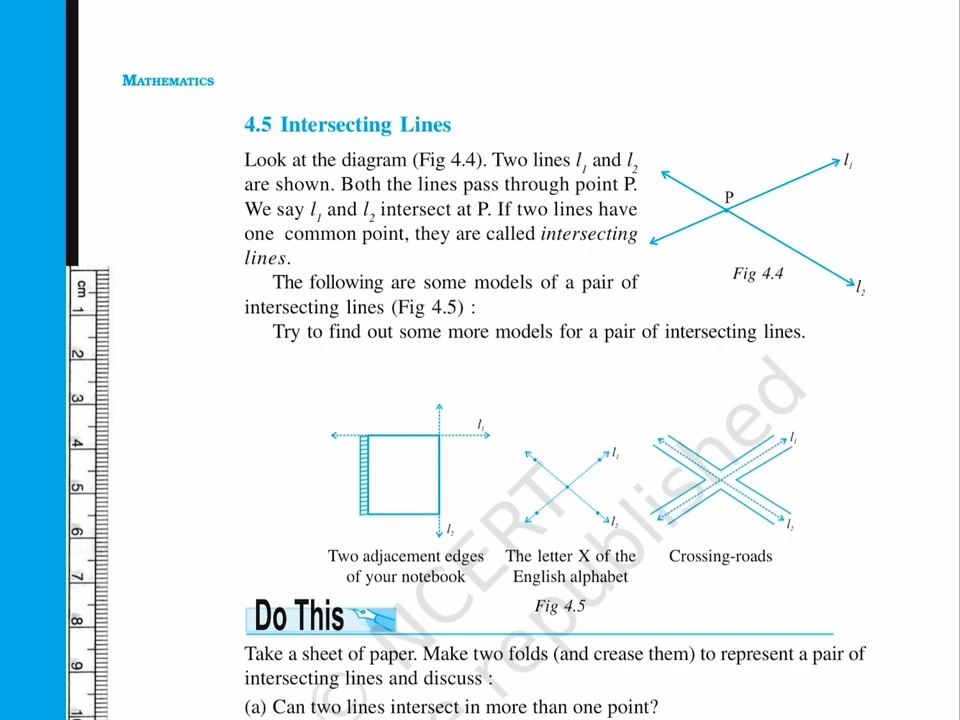 MATHEMATICS
4.5 Intersecting Lines
Look at the diagram (Fig 4.4). Two lines l1 and l2
are shown. Both the lines pass through point P.
We say l1 and l2 intersect at P. If two lines have
one common point, they are called intersecting
lines.
The following are some models of a pair of
intersecting lines (Fig 4.5) :
Try to find out some more models for a pair of intersecting lines.
l1
P
l2
Fig 4.4
cm
1
2
3
4
5
6
7
8
9
l1
l2
l1
l2
l1
l2
Two adjacement edges
of your notebook
The letter X of the
English alphabet
Crossing-roads
Fig 4.5
Do This
Take a sheet of paper. Make two folds (and crease them) to represent a pair of
intersecting lines and discuss :
(a) Can two lines intersect in more than one point?
© NCERT
republished